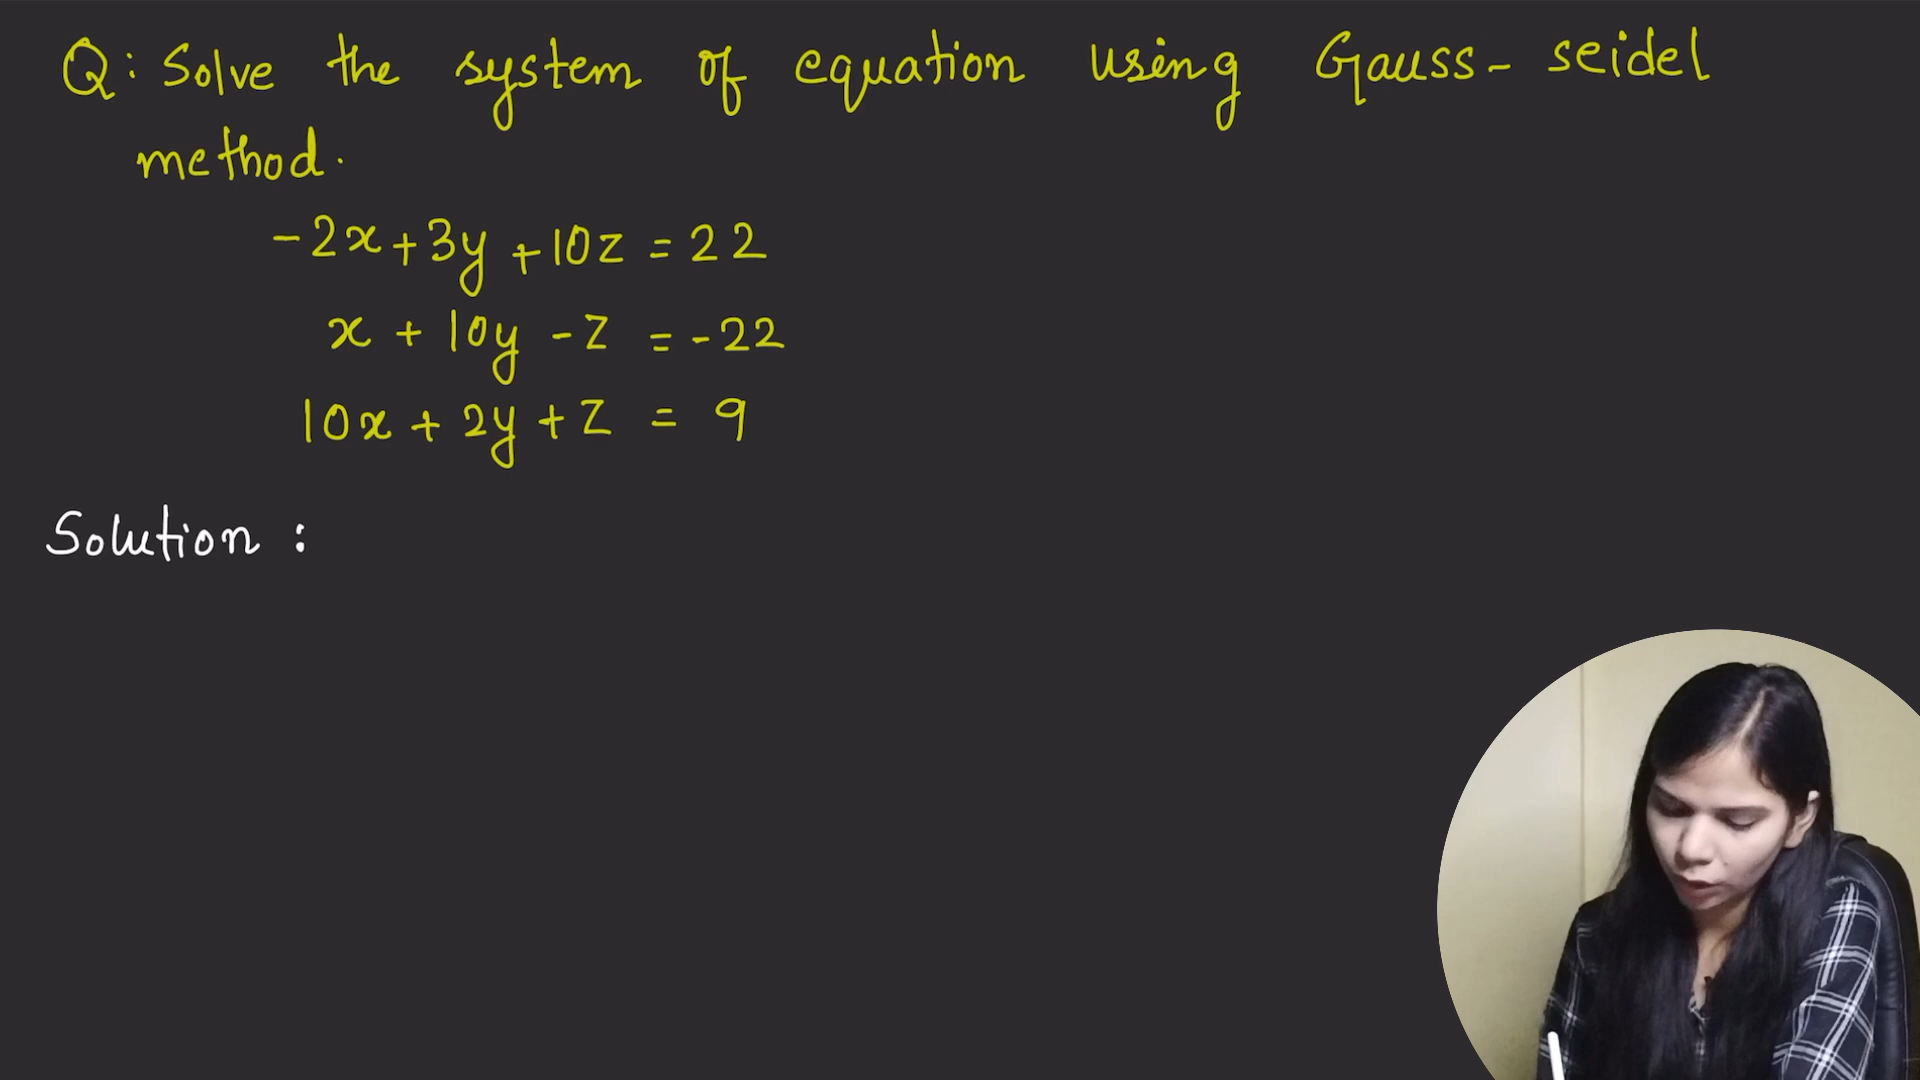 Q: Solve the system of equation using Gauss-seidel
method.
-2x+3y+10z = 22
x + 10y - z = -22
10x + 2y + z = 9
Solution :